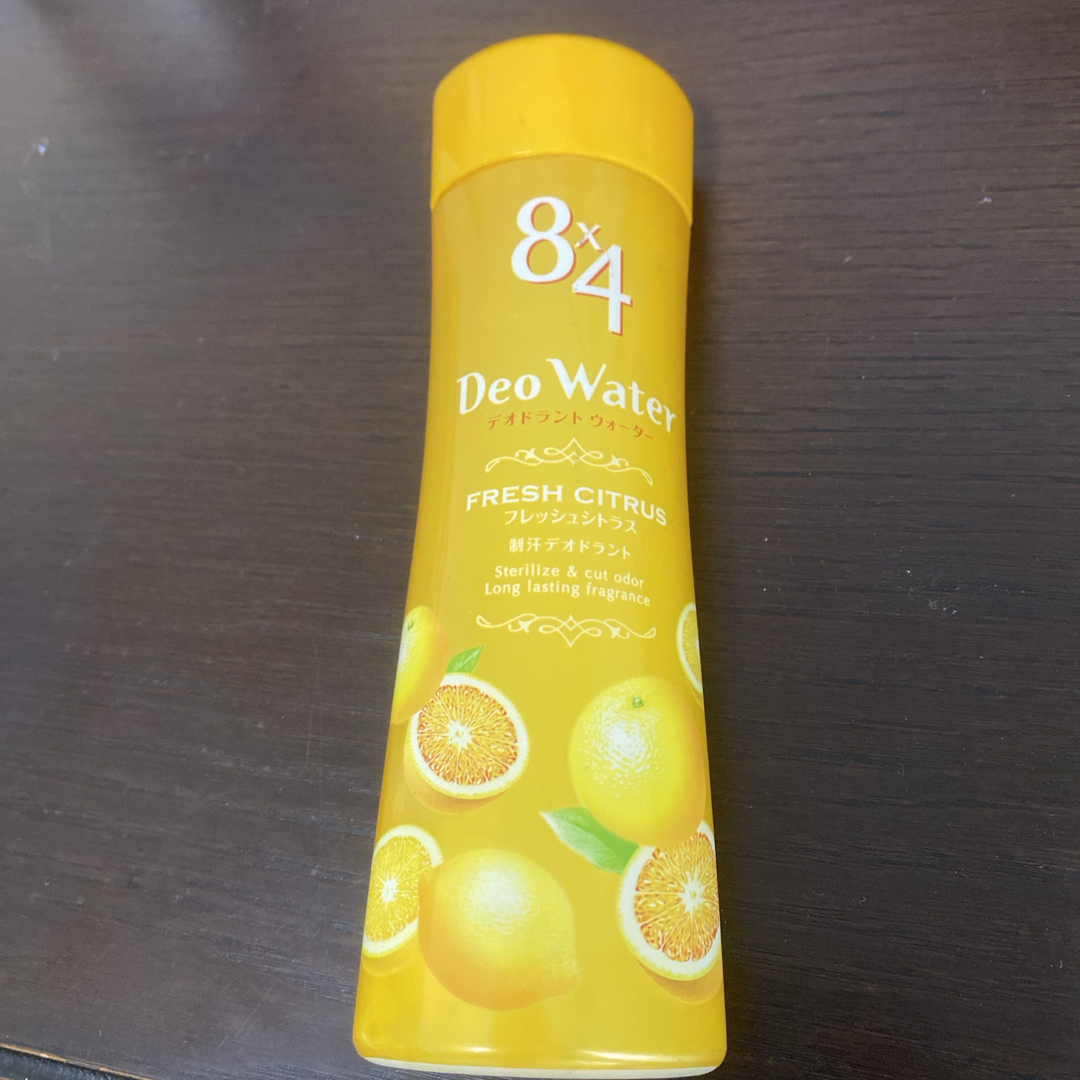 8x4
Deo Water
デオドラント ウォーター
FRESH CITRUS
フレッシュシトラス
制汗デオドラント
Sterilize & cut odor
Long lasting fragrance